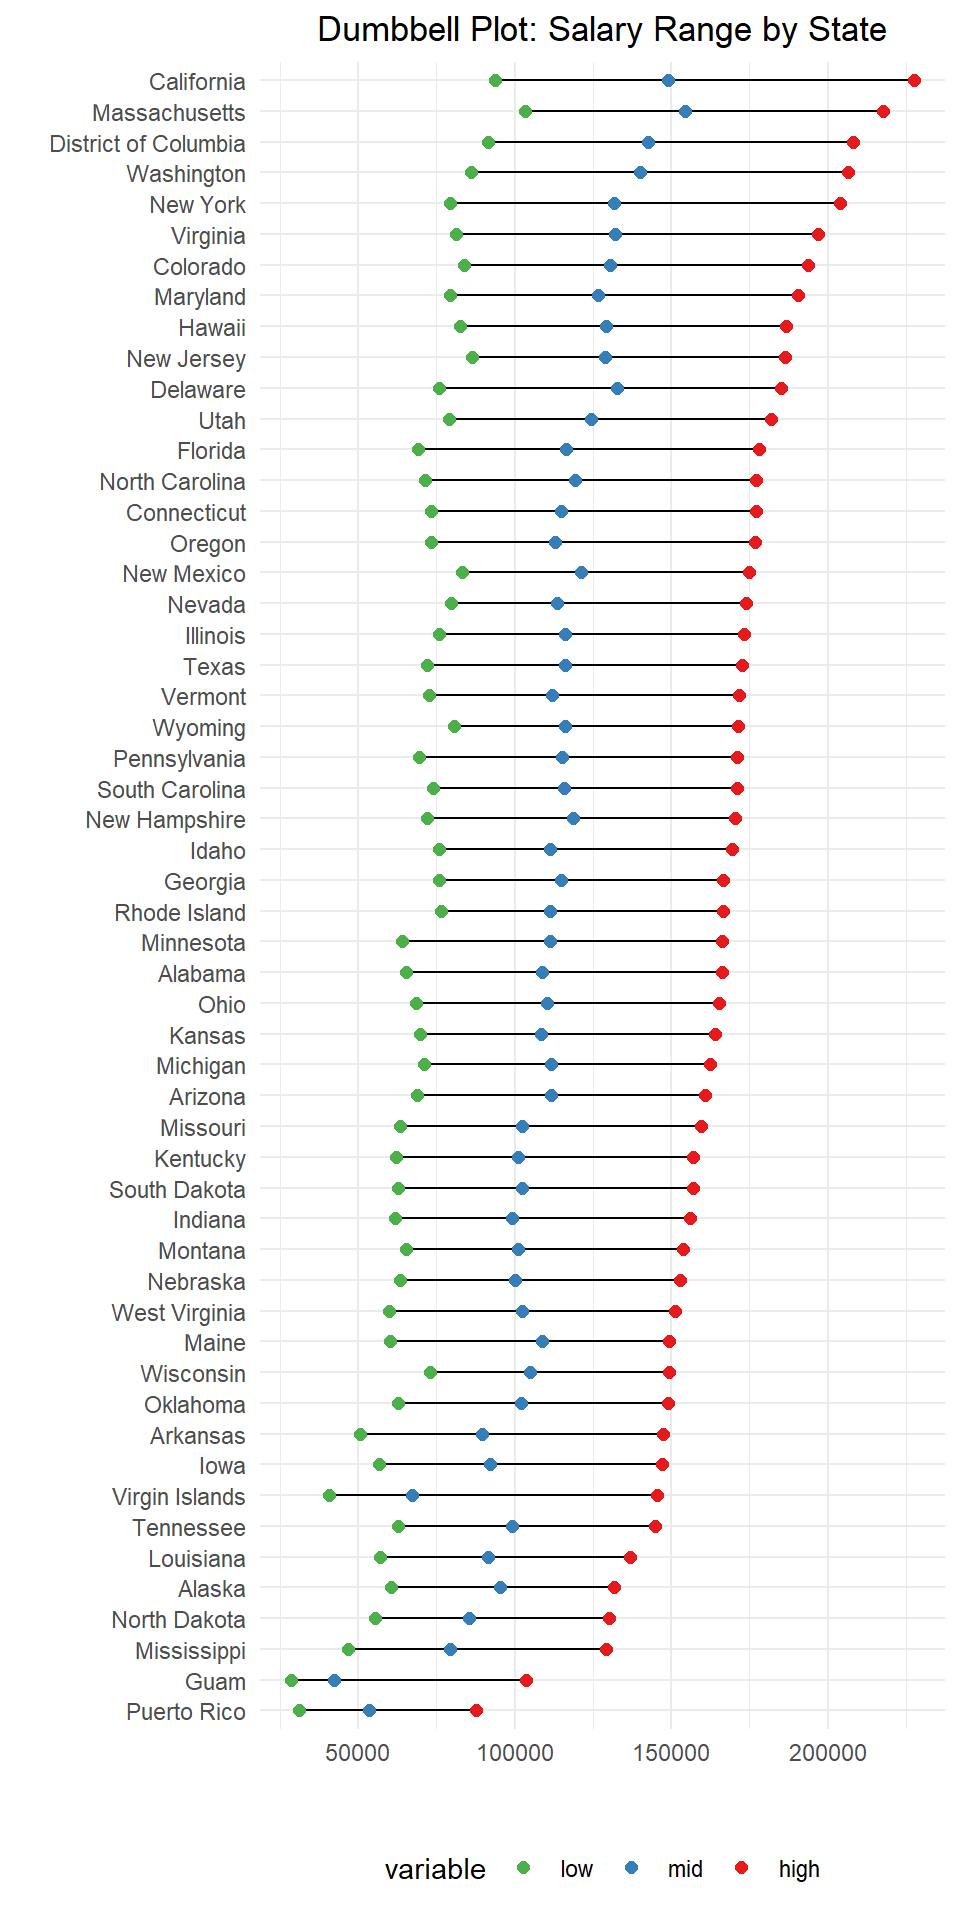 Dumbbell Plot: Salary Range by State
California
Massachusetts
District of Columbia
Washington
New York
Virginia
Colorado
Maryland
Hawaii
New Jersey
Delaware
Utah
Florida
North Carolina
Connecticut
Oregon
New Mexico
Nevada
Illinois
Texas
Vermont
Wyoming
Pennsylvania
South Carolina
New Hampshire
Idaho
Georgia
Rhode Island
Minnesota
Alabama
Ohio
Kansas
Michigan
Arizona
Missouri
Kentucky
South Dakota
Indiana
Montana
Nebraska
West Virginia
Maine
Wisconsin
Oklahoma
Arkansas
Iowa
Virgin Islands
Tennessee
Louisiana
Alaska
North Dakota
Mississippi
Guam
Puerto Rico
50000 100000 150000 200000
variable low mid high